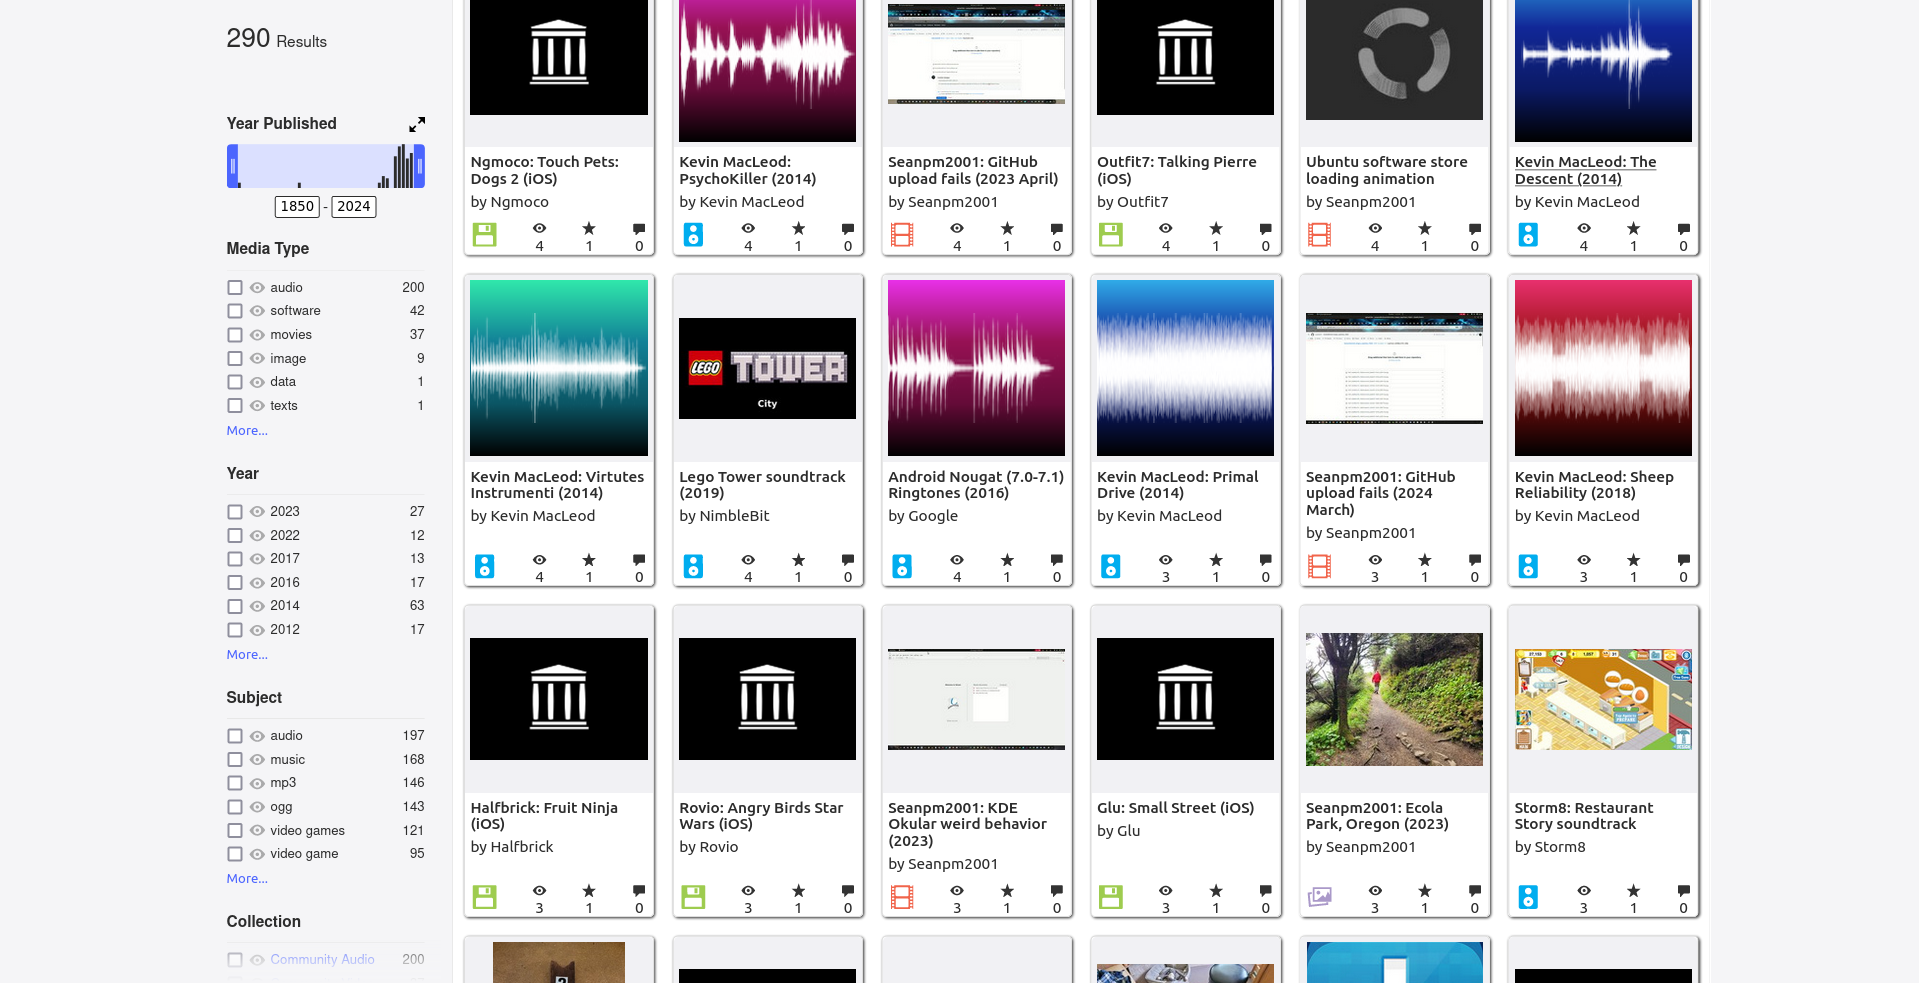 290 Results
Year Published
1850 - 2024
Media Type
audio 200
software 42
movies 37
image 9
data 1
texts 1
More...
Year
2023 27
2022 12
2017 13
2016 17
2014 63
2012 17
More...
Subject
audio 197
music 168
mp3 146
ogg 143
video games 121
video game 95
More...
Collection
Community Audio 200
Ngmoco: Touch Pets:
Dogs 2 (iOS)
by Ngmoco
4 1 0
Kevin MacLeod:
PsychoKiller (2014)
by Kevin MacLeod
4 1 0
Seanpm2001: GitHub
upload fails (2023 April)
by Seanpm2001
4 1 0
Outfit7: Talking Pierre
(iOS)
by Outfit7
4 1 0
Ubuntu software store
loading animation
by Seanpm2001
4 1 0
Kevin MacLeod: The
Descent (2014)
by Kevin MacLeod
4 1 0
Kevin MacLeod: Virtutes
Instrumenti (2014)
by Kevin MacLeod
4 1 0
LEGO TOWER
City
Lego Tower soundtrack
(2019)
by NimbleBit
4 1 0
Android Nougat (7.0-7.1)
Ringtones (2016)
by Google
4 1 0
Kevin MacLeod: Primal
Drive (2014)
by Kevin MacLeod
3 1 0
Seanpm2001: GitHub
upload fails (2024
March)
by Seanpm2001
3 1 0
Kevin MacLeod: Sheep
Reliability (2018)
by Kevin MacLeod
3 1 0
Halfbrick: Fruit Ninja
(iOS)
by Halfbrick
3 1 0
Rovio: Angry Birds Star
Wars (iOS)
by Rovio
3 1 0
Seanpm2001: KDE
Okular weird behavior
(2023)
by Seanpm2001
3 1 0
Glu: Small Street (iOS)
by Glu
3 1 0
Seanpm2001: Ecola
Park, Oregon (2023)
by Seanpm2001
3 1 0
Storm8: Restaurant
Story soundtrack
by Storm8
3 1 0